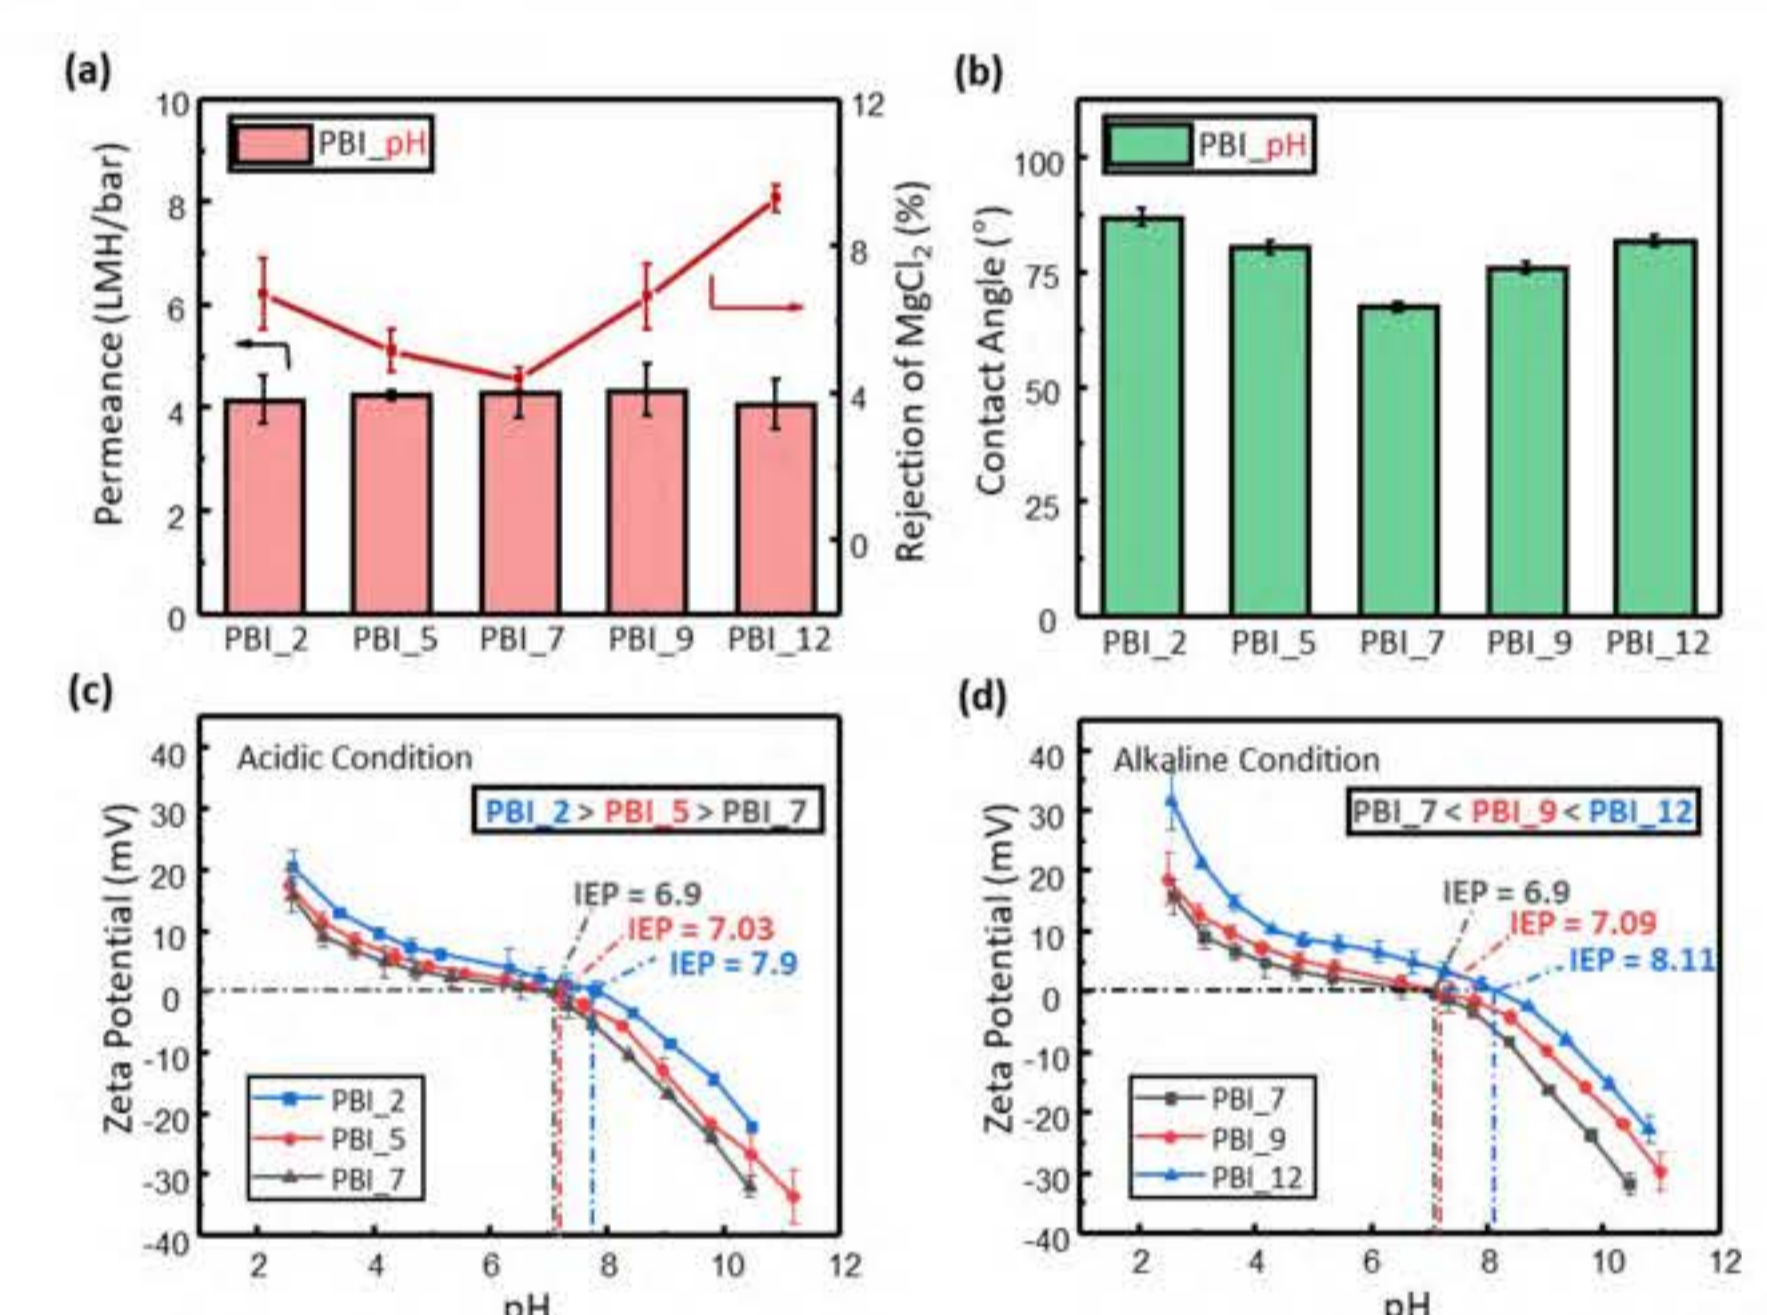 (a)
10
8
6
4
2
0
Permeance (LMH/bar)
PBI_pH
12
8
4
0
Rejection of MgCl2 (%)
PBI_2 PBI_5 PBI_7 PBI_9 PBI_12
(b)
100
75
50
25
0
Contact Angle (°)
PBI_pH
PBI_2 PBI_5 PBI_7 PBI_9 PBI_12
(c)
40
30
20
10
0
-10
-20
-30
-40
Zeta Potential (mV)
Acidic Condition
PBI_2 > PBI_5 > PBI_7
IEP = 6.9
IEP = 7.03
IEP = 7.9
PBI_2
PBI_5
PBI_7
2 4 6 8 10 12
pH
(d)
40
30
20
10
0
-10
-20
-30
-40
Zeta Potential (mV)
Alkaline Condition
PBI_7 < PBI_9 < PBI_12
IEP = 6.9
IEP = 7.09
IEP = 8.11
PBI_7
PBI_9
PBI_12
2 4 6 8 10 12
pH